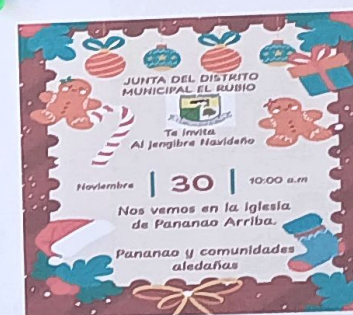 JUNTA DEL DISTRITO
MUNICIPAL EL RUBIO
Te invita
Al jengibre Navideño
Noviembre | 30 | 10:00 a.m
Nos vemos en la iglesia
de Pananao Arriba.
Pananao y comunidades
aledañas